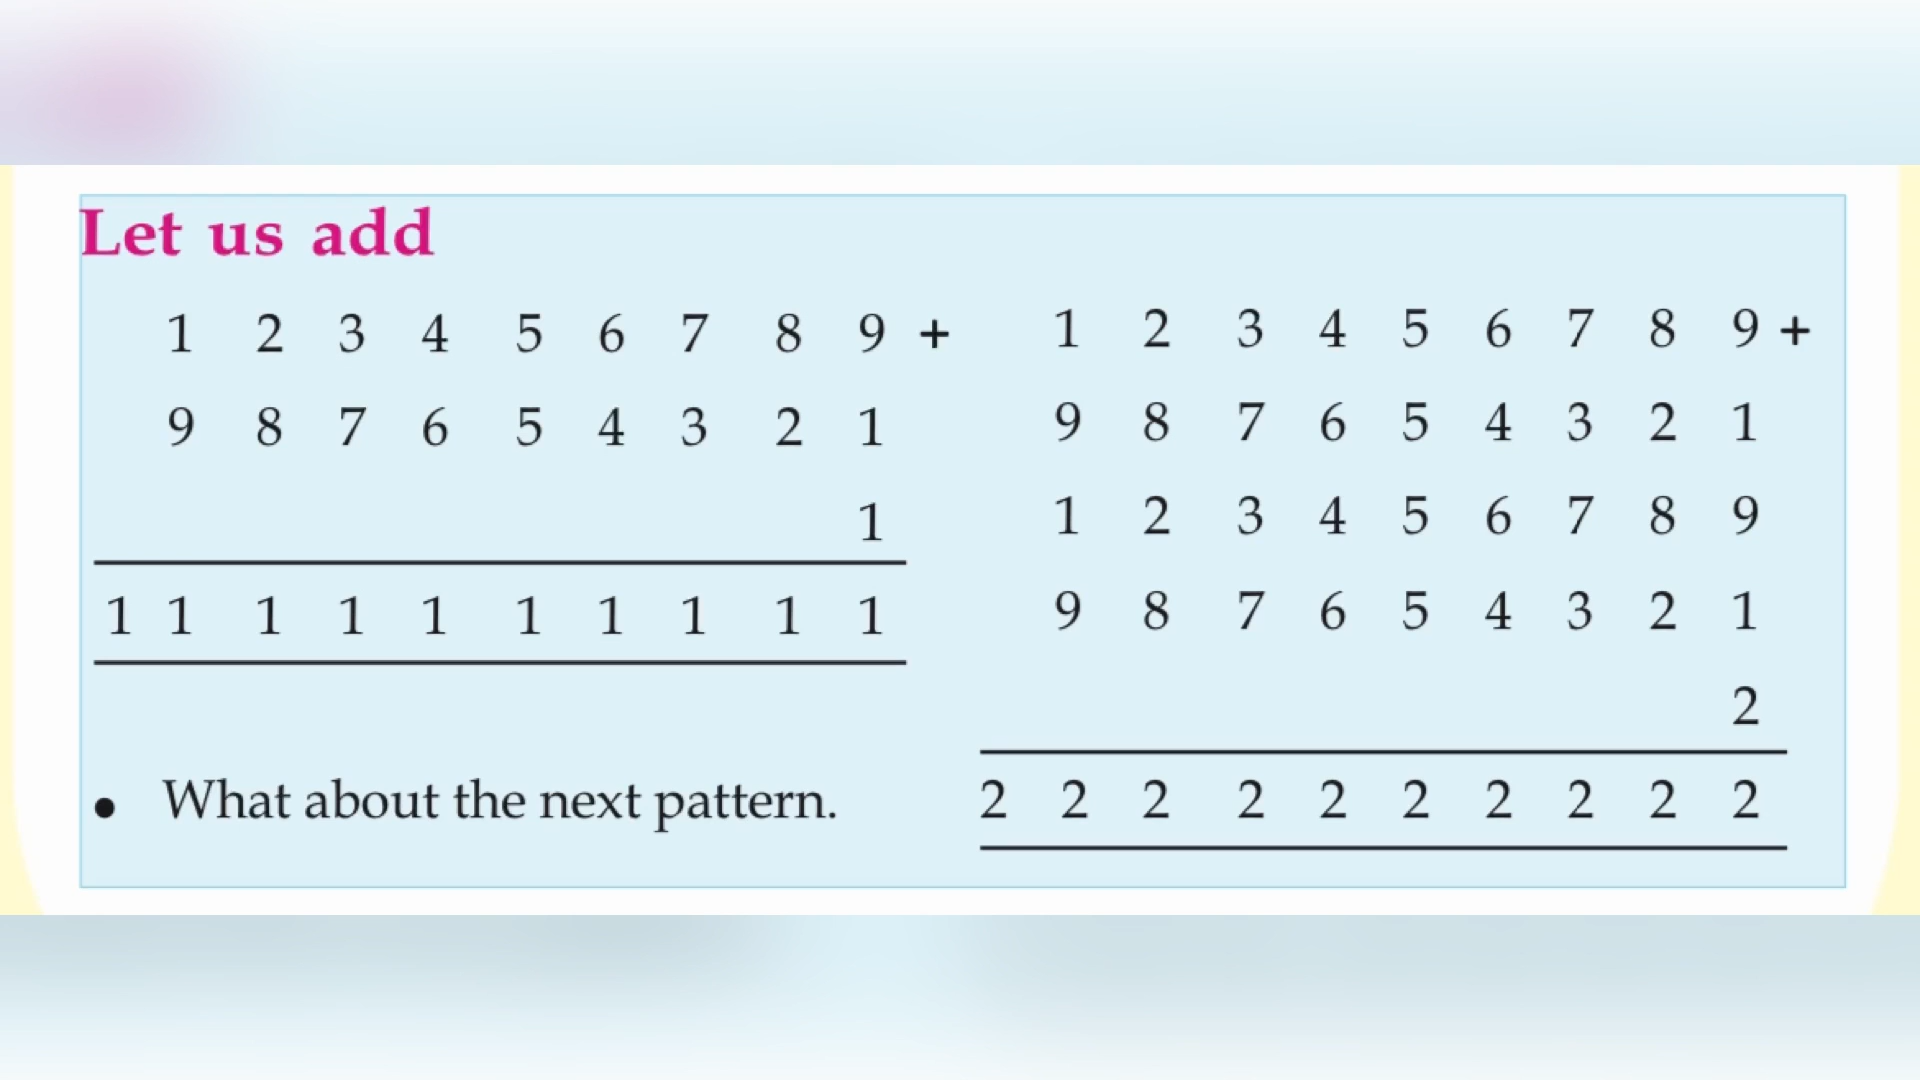 Let us add
1 2 3 4 5 6 7 8 9 +
9 8 7 6 5 4 3 2 1
1
1 1 1 1 1 1 1 1 1 1
• What about the next pattern.
1 2 3 4 5 6 7 8 9 +
9 8 7 6 5 4 3 2 1
1 2 3 4 5 6 7 8 9
9 8 7 6 5 4 3 2 1
2
2 2 2 2 2 2 2 2 2 2